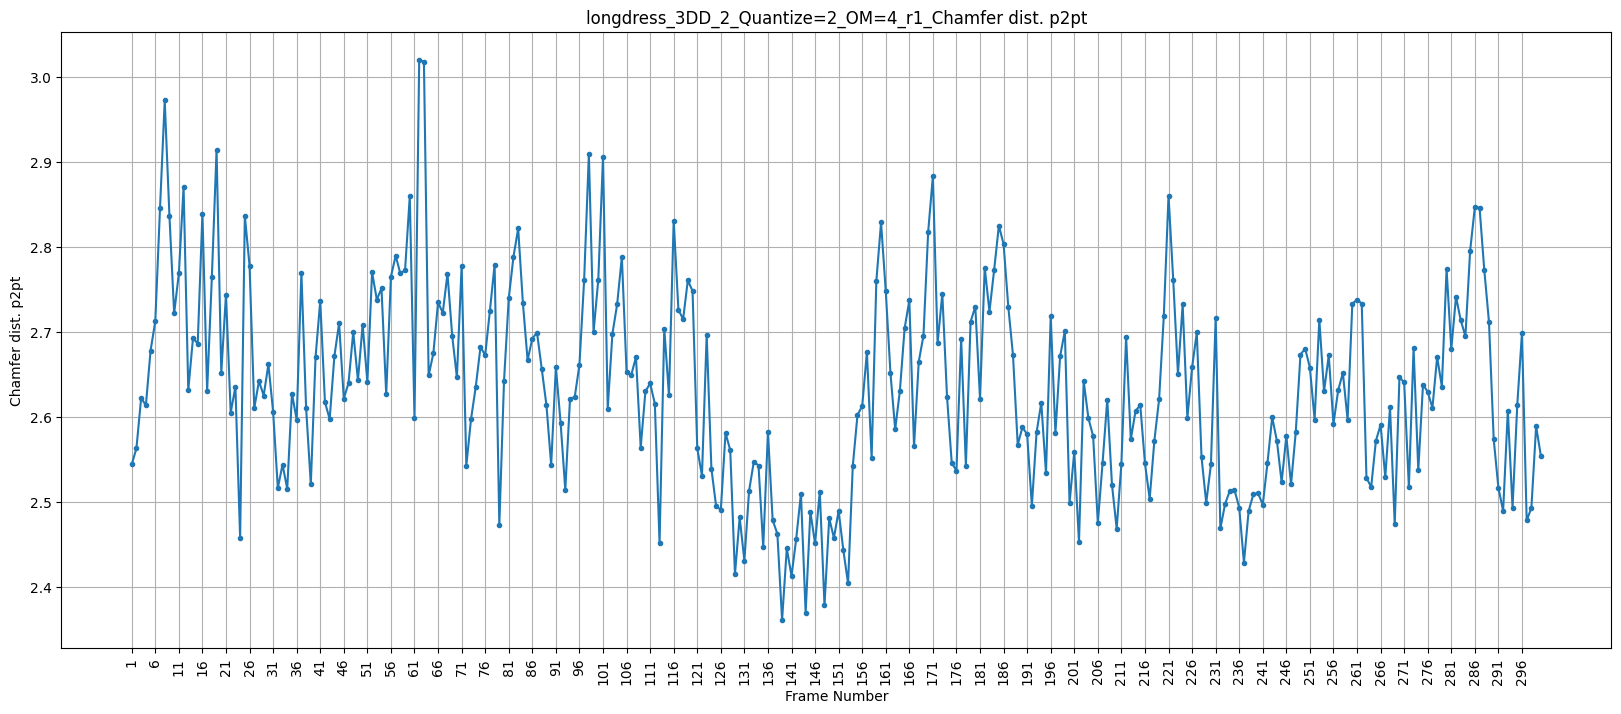 longdress_3DD_2_Quantize=2_OM=4_r1_Chamfer dist. p2pt
Chamfer dist. p2pt
3.0
2.9
2.8
2.7
2.6
2.5
2.4
1 6 11 16 21 26 31 36 41 46 51 56 61 66 71 76 81 86 91 96 101 106 111 116 121 126 131 136 141 146 151 156 161 166 171 176 181 186 191 196 201 206 211 216 221 226 231 236 241 246 251 256 261 266 271 276 281 286 291 296
Frame Number